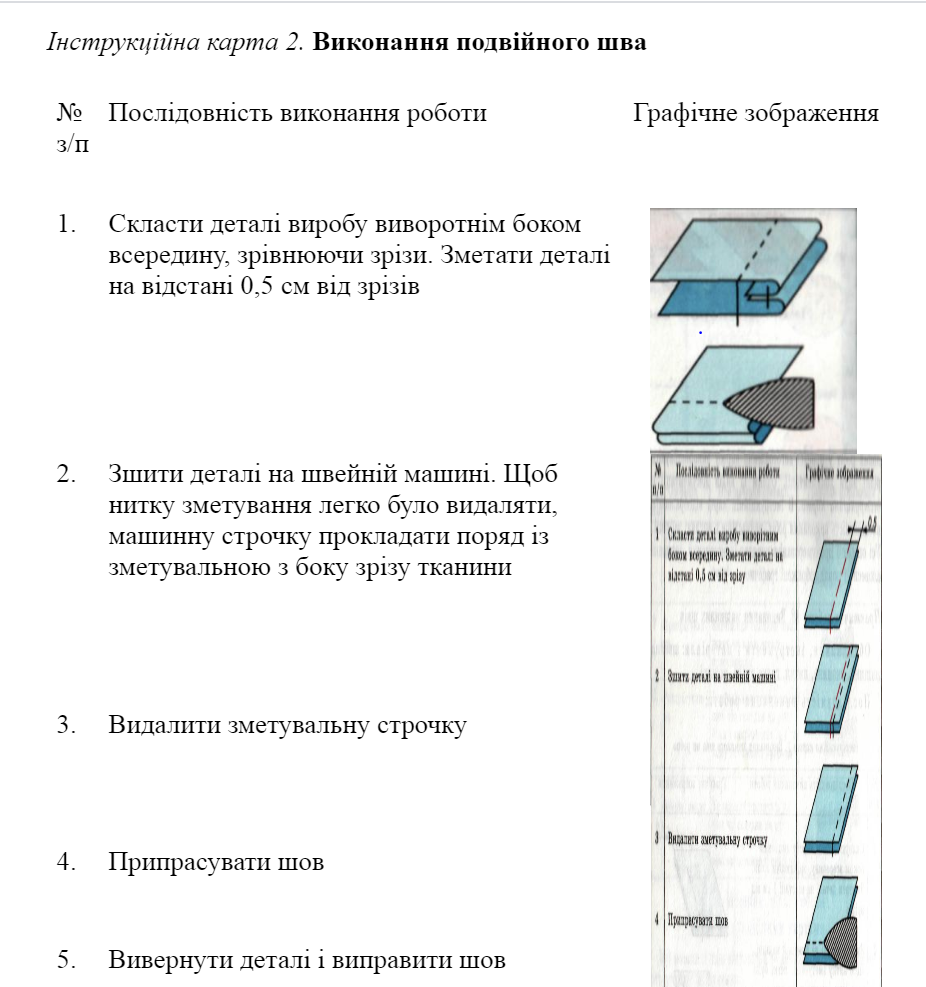 Інструкційна карта 2. Виконання подвійного шва
№ Послідовність виконання роботи Графічне зображення
з/п
1. Скласти деталі виробу виворотнім боком
всередину, зрівнюючи зрізи. Зметати деталі
на відстані 0,5 см від зрізів
2. Зшити деталі на швейній машині. Щоб
нитку зметування легко було видаляти,
машинну строчку прокладати поряд із
зметувальною з боку зрізу тканини
3. Видалити зметувальну строчку
4. Припрасувати шов
5. Вивернути деталі і виправити шов
№ Послідовність виконання роботи Графічне зображення
п/п
0,5
1 Скласти деталі виробу виворітним
боком всередину. Зметати деталі на
відстані 0,5 см від зрізу
2 Зшити деталі на швейній машині
3 Видалити зметувальну строчку
4 Припрасувати шов